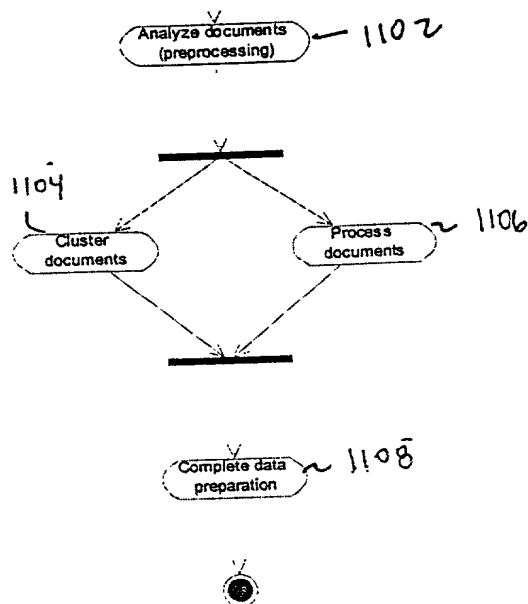 Analyze documents
(preprocessing)
1102
1104
Cluster
documents
Process
documents
1106
Complete data
preparation
1108